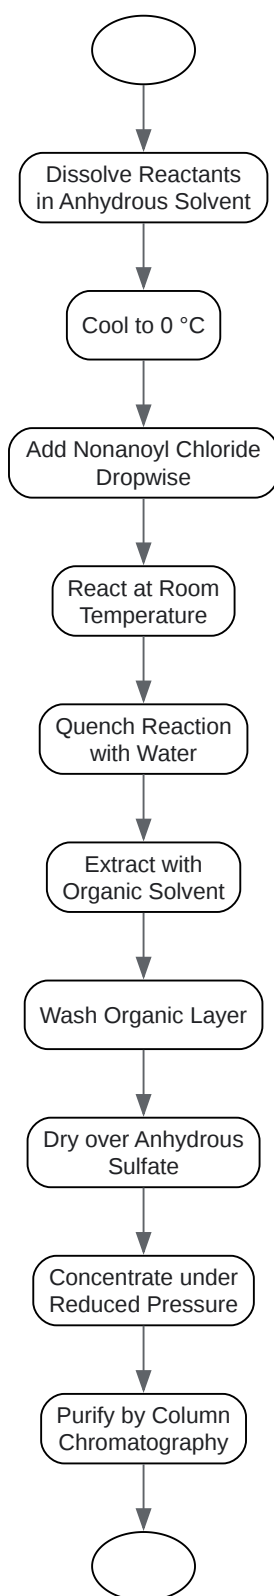 Dissolve Reactants
in Anhydrous Solvent
Cool to 0 °C
Add Nonanoyl Chloride
Dropwise
React at Room
Temperature
Quench Reaction
with Water
Extract with
Organic Solvent
Wash Organic Layer
Dry over Anhydrous
Sulfate
Concentrate under
Reduced Pressure
Purify by Column
Chromatography